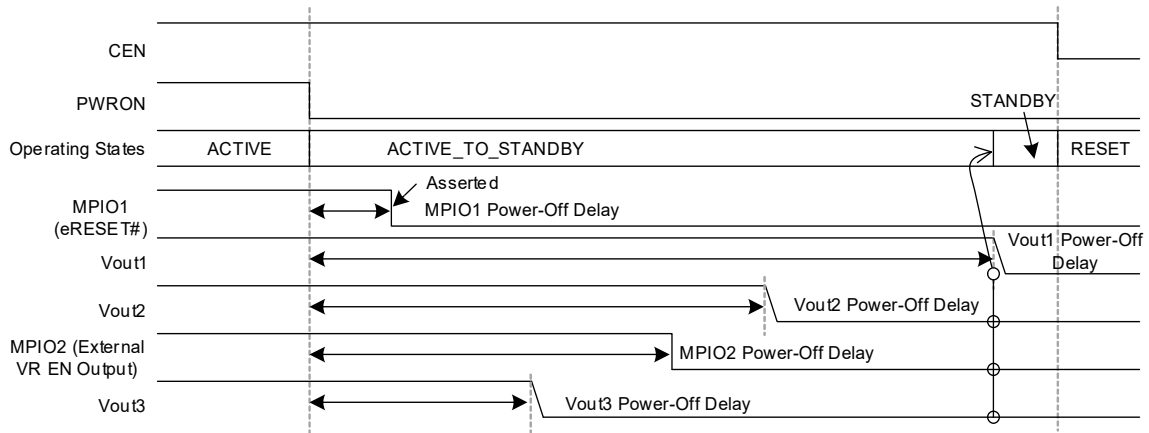 CEN
PWRON
STANDBY
Operating States
ACTIVE
ACTIVE_TO_STANDBY
RESET
Asserted
MPIO1
(eRESET#)
MPIO1 Power-Off Delay
Vout1
Vout1 Power-Off
Delay
Vout2
Vout2 Power-Off Delay
MPIO2 (External
VR EN Output)
MPIO2 Power-Off Delay
Vout3
Vout3 Power-Off Delay